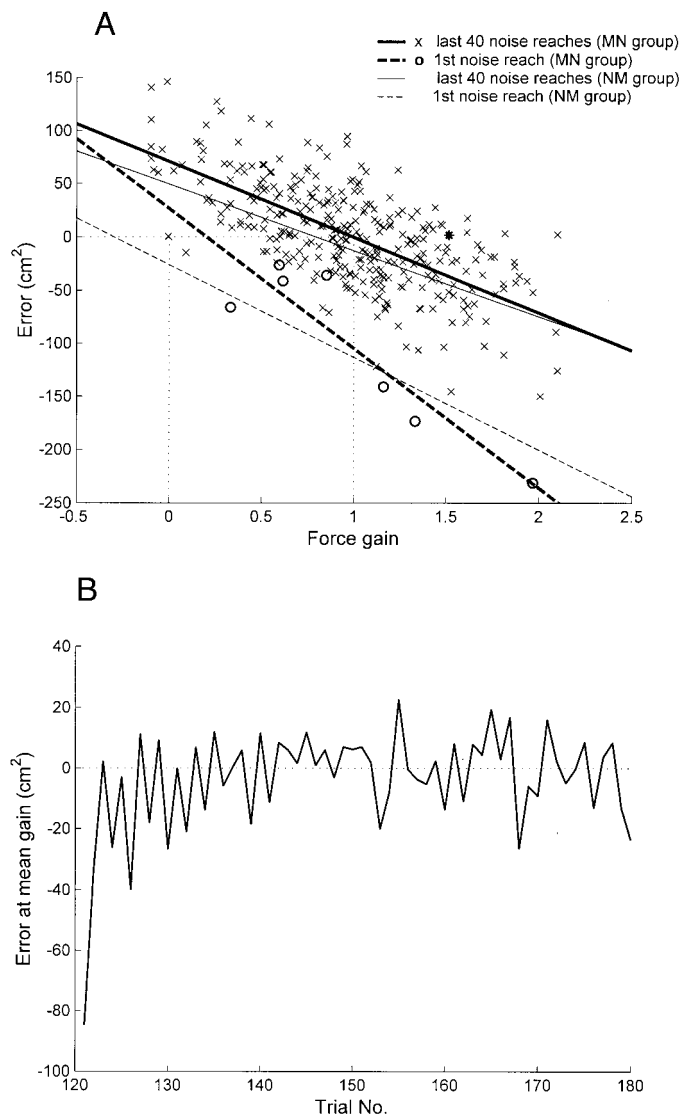 A
x last 40 noise reaches (MN group)
o 1st noise reach (MN group)
last 40 noise reaches (NM group)
1st noise reach (NM group)
150
100
50
0
-50
-100
-150
-200
-250
Error (cm²)
-0.5 0 0.5 1 1.5 2 2.5
Force gain
B
40
20
0
-20
-40
-60
-80
-100
Error at mean gain (cm²)
120 130 140 150 160 170 180
Trial No.